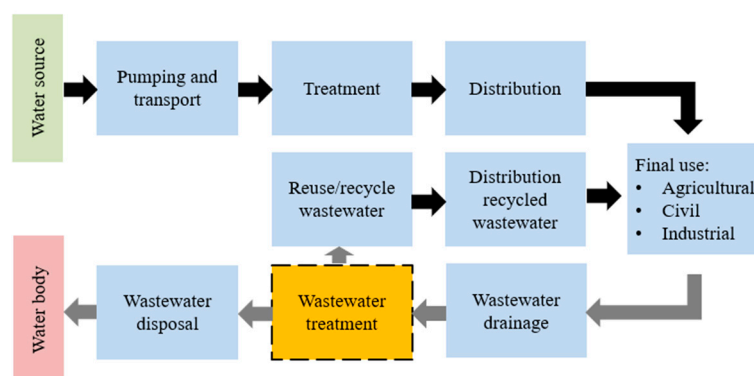 Water source
Pumping and
transport
Treatment
Distribution
Reuse/recycle
wastewater
Distribution
recycled
wastewater
Final use:
• Agricultural
• Civil
• Industrial
Water body
Wastewater
disposal
Wastewater
treatment
Wastewater
drainage